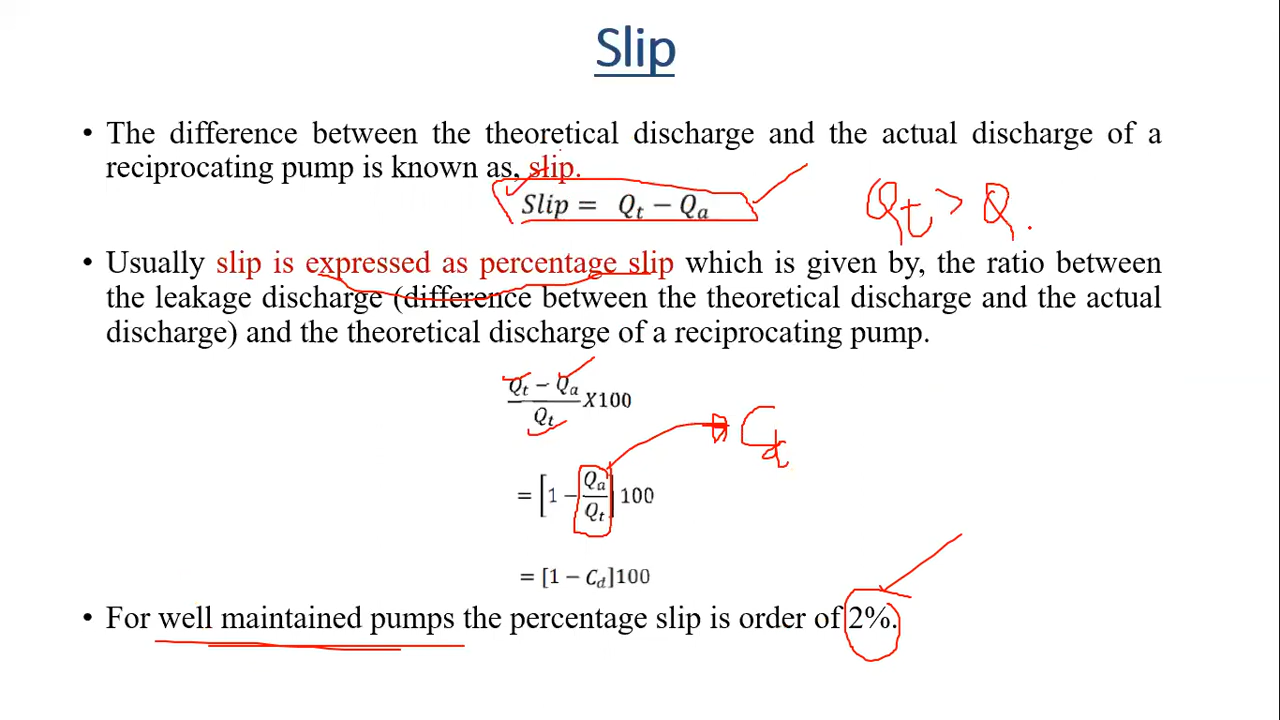 Slip
• The difference between the theoretical discharge and the actual discharge of a
reciprocating pump is known as, slip.
Slip = Qt − Qa
Qt > Q.
• Usually slip is expressed as percentage slip which is given by, the ratio between
the leakage discharge (difference between the theoretical discharge and the actual
discharge) and the theoretical discharge of a reciprocating pump.
Qt − Qa
Qt
X100
Cd
= [1 − Qa/Qt] 100
= [1 − Cd]100
• For well maintained pumps the percentage slip is order of 2%.